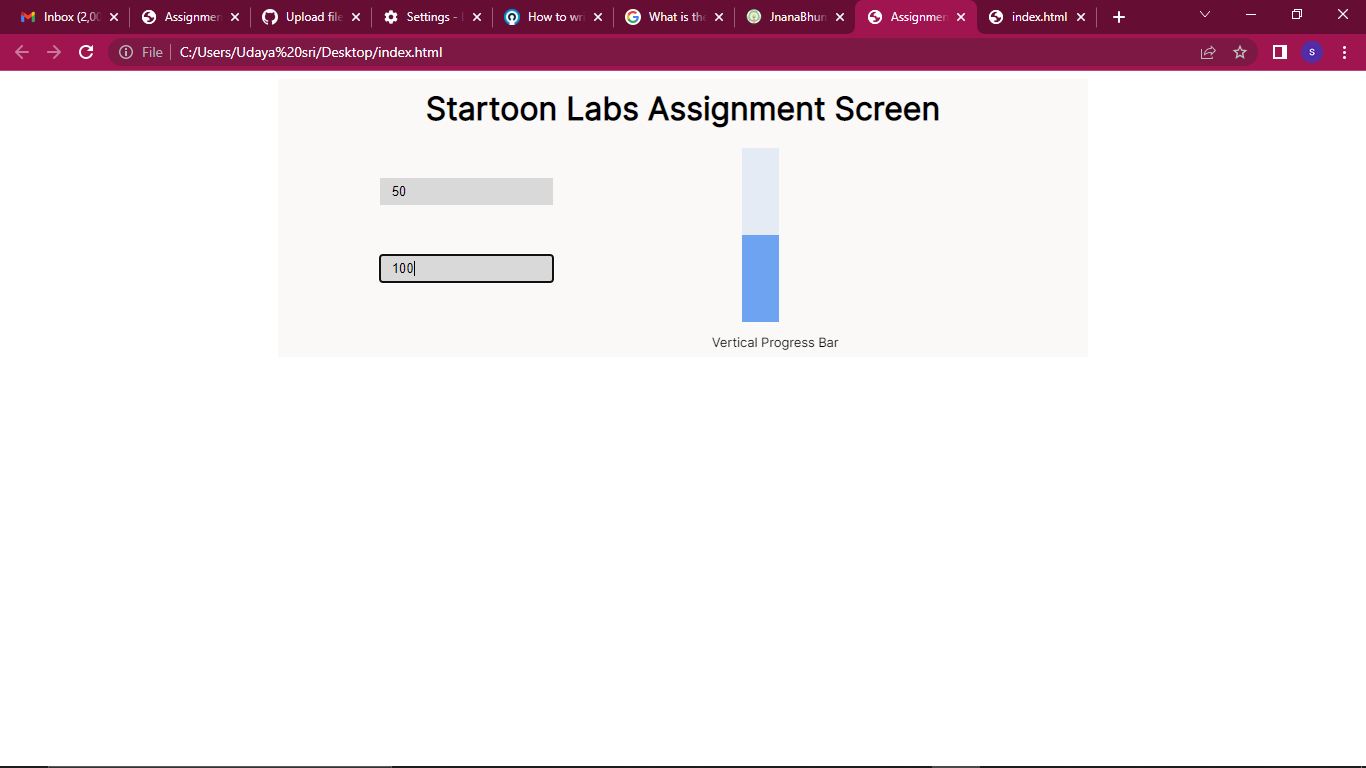 Inbox (2,00
Assignmen
Upload file
Settings -
How to wri
What is the
JnanaBhum
Assignmen
index.html
File
C:/Users/Udaya%20sri/Desktop/index.html
S
Startoon Labs Assignment Screen
50
100
Vertical Progress Bar